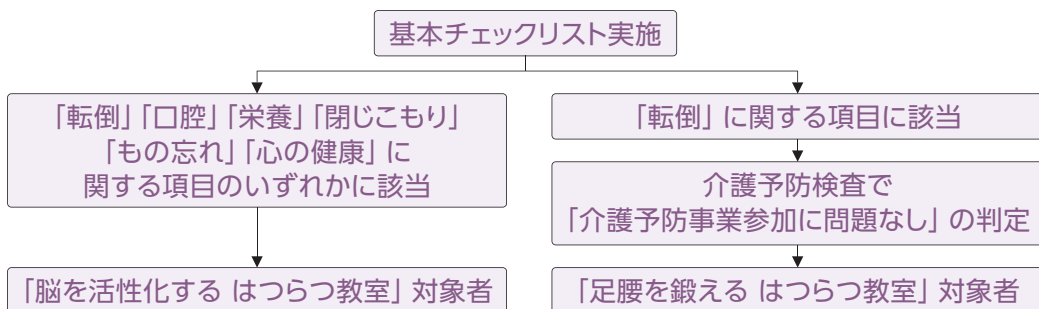 基本チェックリスト実施
「転倒」「口腔」「栄養」「閉じこもり」
「もの忘れ」「心の健康」に
関する項目のいずれかに該当
「脳を活性化する はつらつ教室」対象者
「転倒」に関する項目に該当
介護予防検査で
「介護予防事業参加に問題なし」の判定
「足腰を鍛える はつらつ教室」対象者